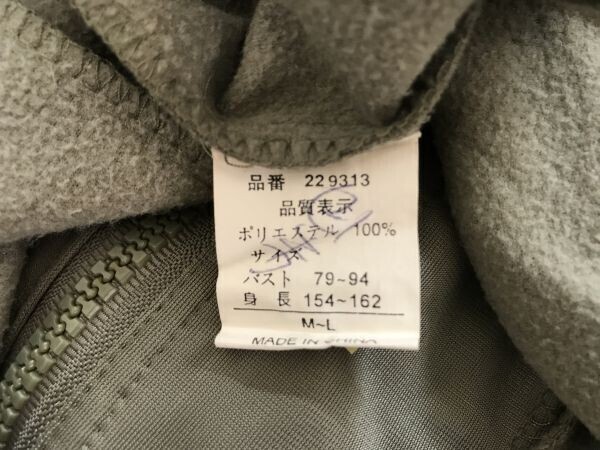 品番 229313
品質表示
ポリエステル 100%
サイズ
バスト 79~94
身長 154~162
M~L
MADE IN CHINA